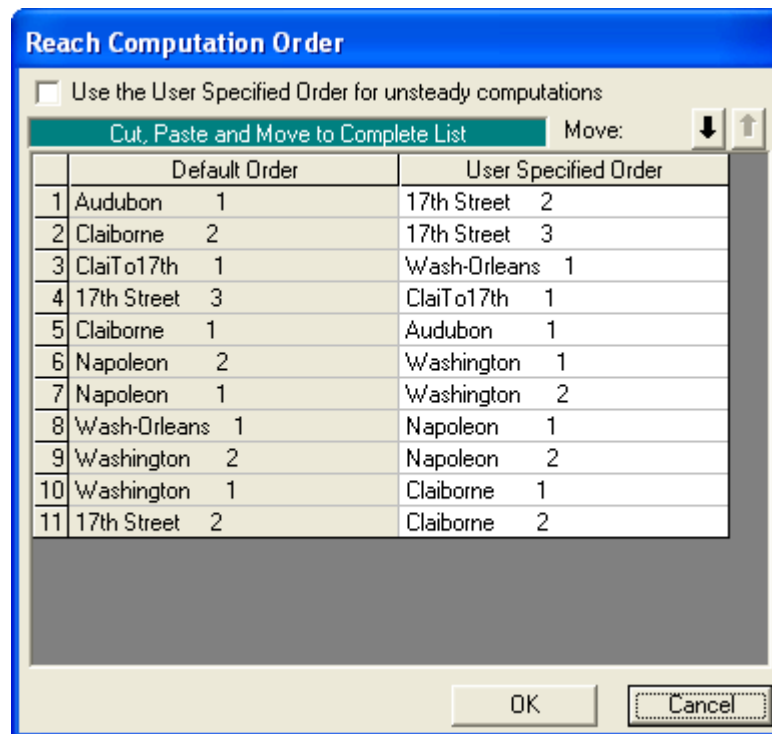 Reach Computation Order
Use the User Specified Order for unsteady computations
Cut, Paste and Move to Complete List Move:
Default Order User Specified Order
1 Audubon 1 17th Street 2
2 Claiborne 2 17th Street 3
3 ClaiTo17th 1 Wash-Orleans 1
4 17th Street 3 ClaiTo17th 1
5 Claiborne 1 Audubon 1
6 Napoleon 2 Washington 1
7 Napoleon 1 Washington 2
8 Wash-Orleans 1 Napoleon 1
9 Washington 2 Napoleon 2
10 Washington 1 Claiborne 1
11 17th Street 2 Claiborne 2
OK Cancel